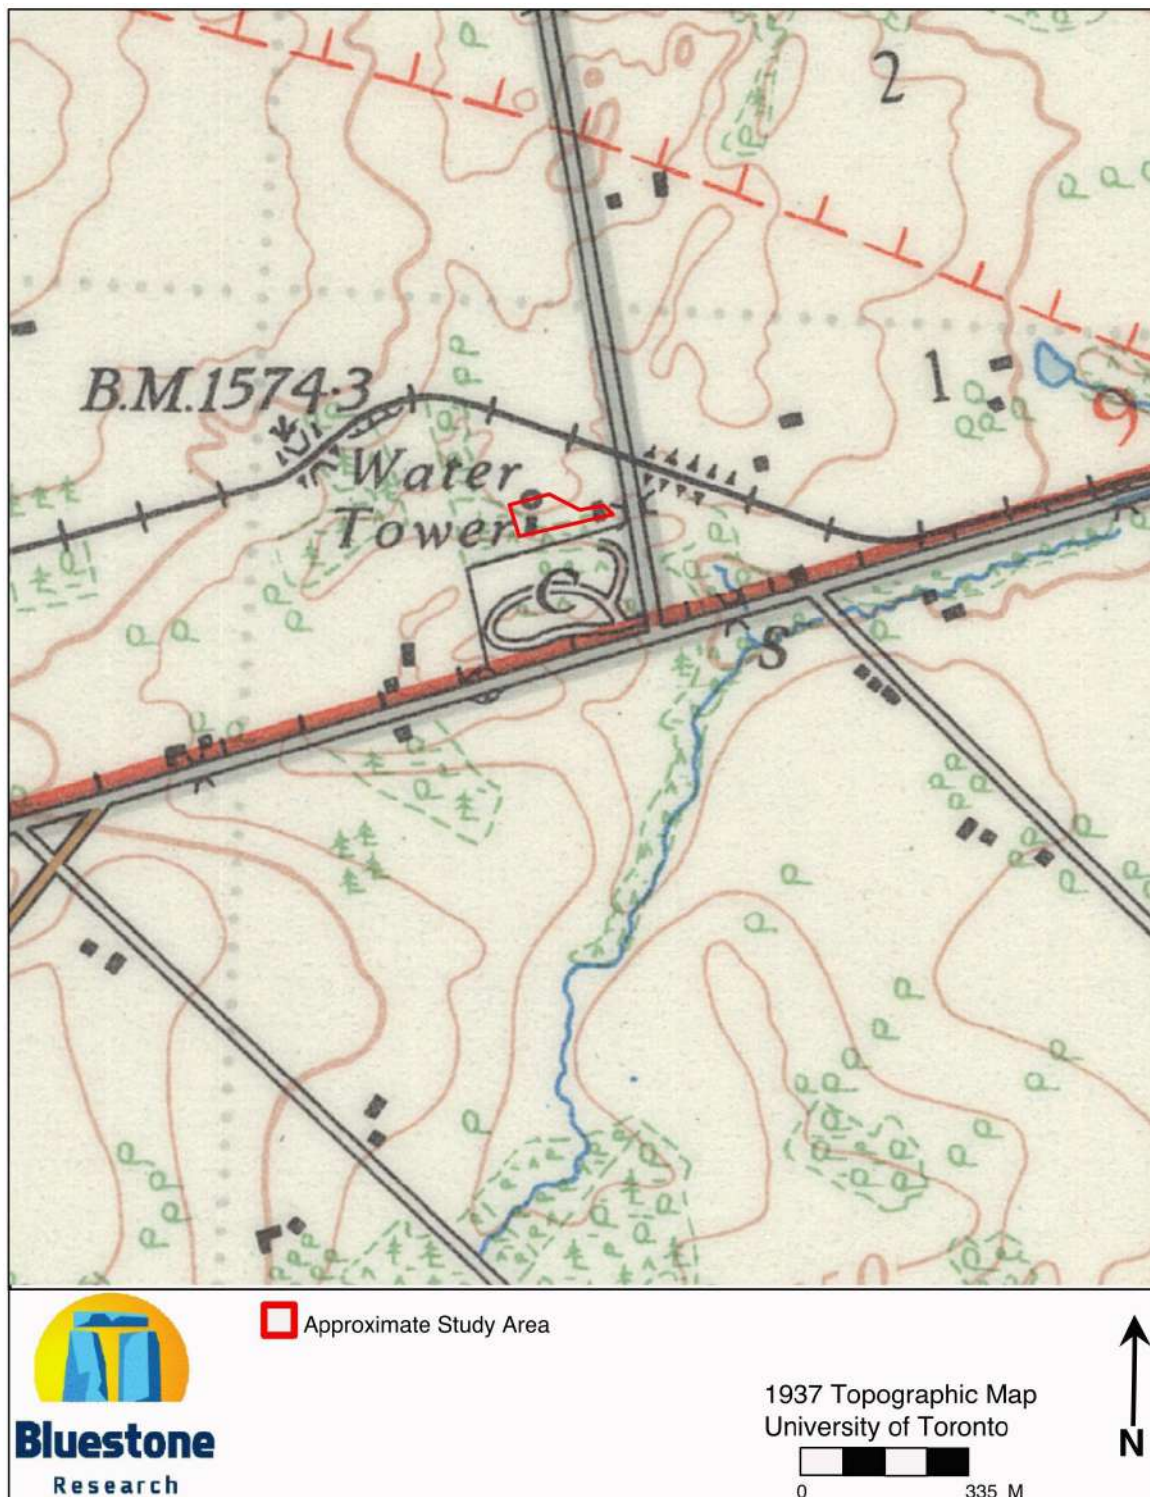 2
B.M.1574·3
1
9
Water
Tower
C
S
Approximate Study Area
Bluestone
Research
1937 Topographic Map
University of Toronto
0 335 M
N